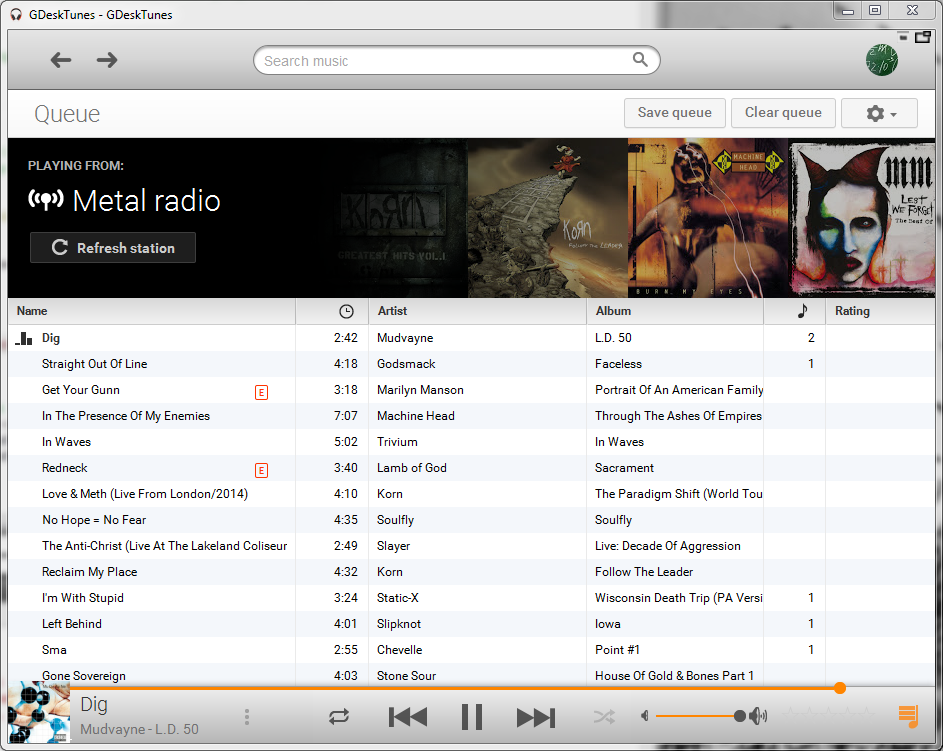 GDeskTunes - GDeskTunes
Search music
Queue
Save queue
Clear queue
PLAYING FROM:
Metal radio
Refresh station
KoRn
GREATEST HITS VOL.1
KoRn
FOLLOW THE LEADER
MACHINE HEAD
BURN MY EYES
LEST WE FORGET
The Best Of
Name Artist Album Rating
Dig 2:42 Mudvayne L.D. 50 2
Straight Out Of Line 4:18 Godsmack Faceless 1
Get Your Gunn E 3:18 Marilyn Manson Portrait Of An American Family
In The Presence Of My Enemies 7:07 Machine Head Through The Ashes Of Empires
In Waves 5:02 Trivium In Waves
Redneck E 3:40 Lamb of God Sacrament
Love & Meth (Live From London/2014) 4:10 Korn The Paradigm Shift (World Tou
No Hope = No Fear 4:35 Soulfly Soulfly
The Anti-Christ (Live At The Lakeland Coliseur 2:49 Slayer Live: Decade Of Aggression
Reclaim My Place 4:32 Korn Follow The Leader
I'm With Stupid 3:24 Static-X Wisconsin Death Trip (PA Versi 1
Left Behind 4:01 Slipknot Iowa 1
Sma 2:55 Chevelle Point #1 1
Gone Sovereign 4:03 Stone Sour House Of Gold & Bones Part 1
Dig
Mudvayne - L.D. 50